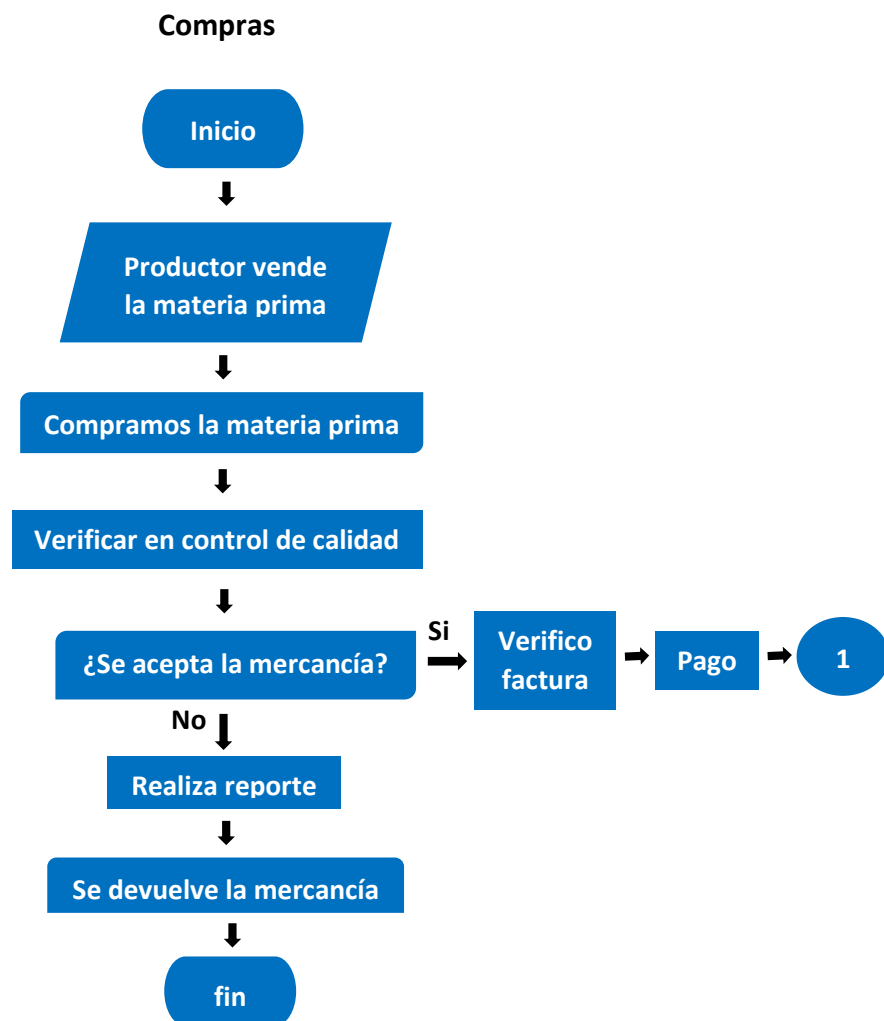 Compras
Inicio
Productor vende
la materia prima
Compramos la materia prima
Verificar en control de calidad
¿Se acepta la mercancía?
Si
Verifico
factura
Pago
1
No
Realiza reporte
Se devuelve la mercancía
fin